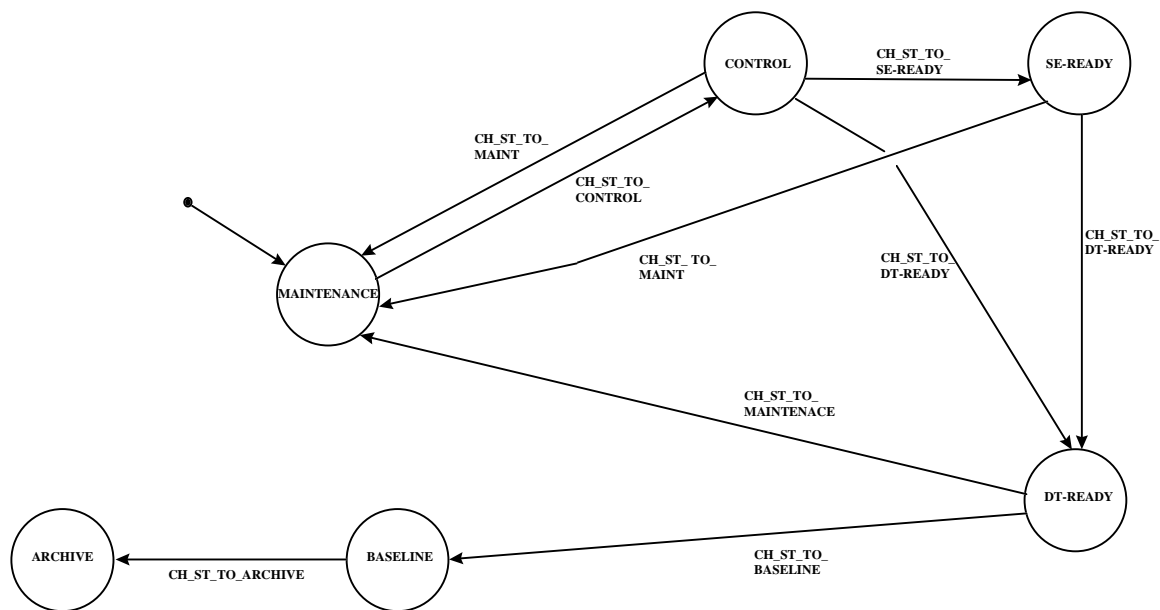 CONTROL
CH_ST_TO_
SE-READY
SE-READY
CH_ST_TO_
MAINT
CH_ST_TO_
CONTROL
CH_ST_TO_
DT-READY
CH_ST_ TO_
MAINT
CH_ST_TO_
DT-READY
MAINTENANCE
CH_ST_TO_
MAINTENACE
DT-READY
ARCHIVE
BASELINE
CH_ST_TO_
BASELINE
CH_ST_TO_ARCHIVE